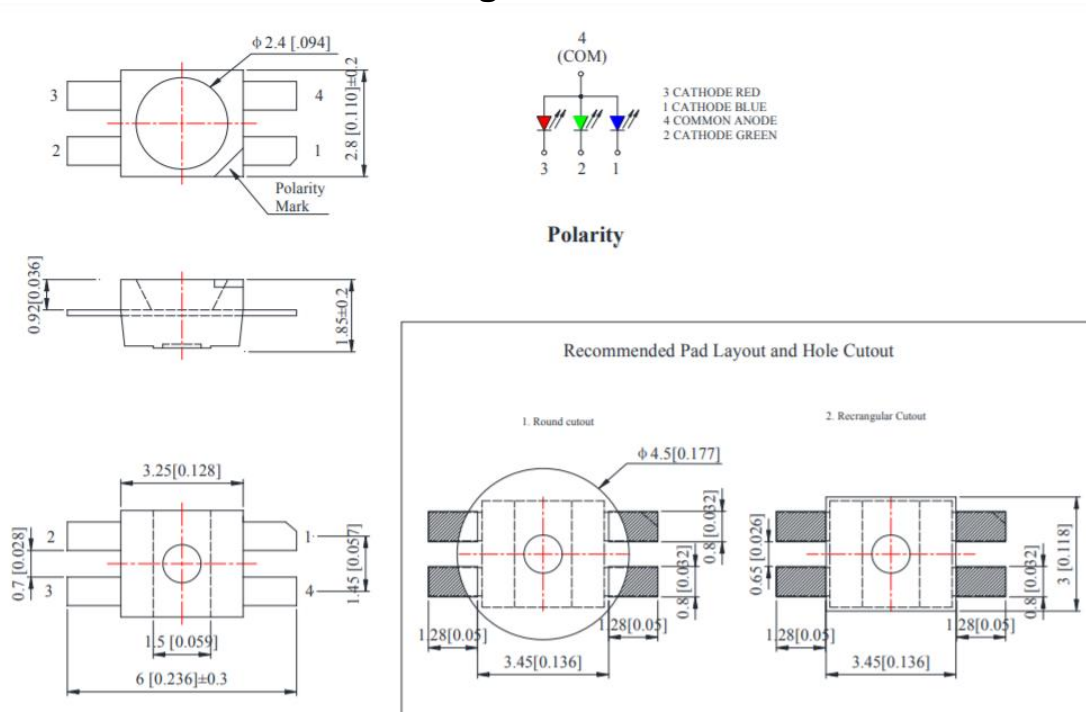 ϕ 2.4 [.094]
3
4
2
1
2.8 [0.110]±0.2
Polarity
Mark
4
(COM)
3 CATHODE RED
1 CATHODE BLUE
4 COMMON ANODE
2 CATHODE GREEN
3 2 1
Polarity
0.92[0.036]
1.85±0.2
3.25[0.128]
2
1
0.7 [0.028]
3
4
1.45 [0.057]
1.5 [0.059]
6 [0.236]±0.3
Recommended Pad Layout and Hole Cutout
1. Round cutout
ϕ 4.5[0.177]
0.8 [0.032]
0.8 [0.032]
1.28[0.05]
1.28[0.05]
3.45[0.136]
2. Recrangular Cutout
0.65 [0.026]
0.8 [0.032]
3 [0.118]
1.28[0.05]
1.28[0.05]
3.45[0.136]